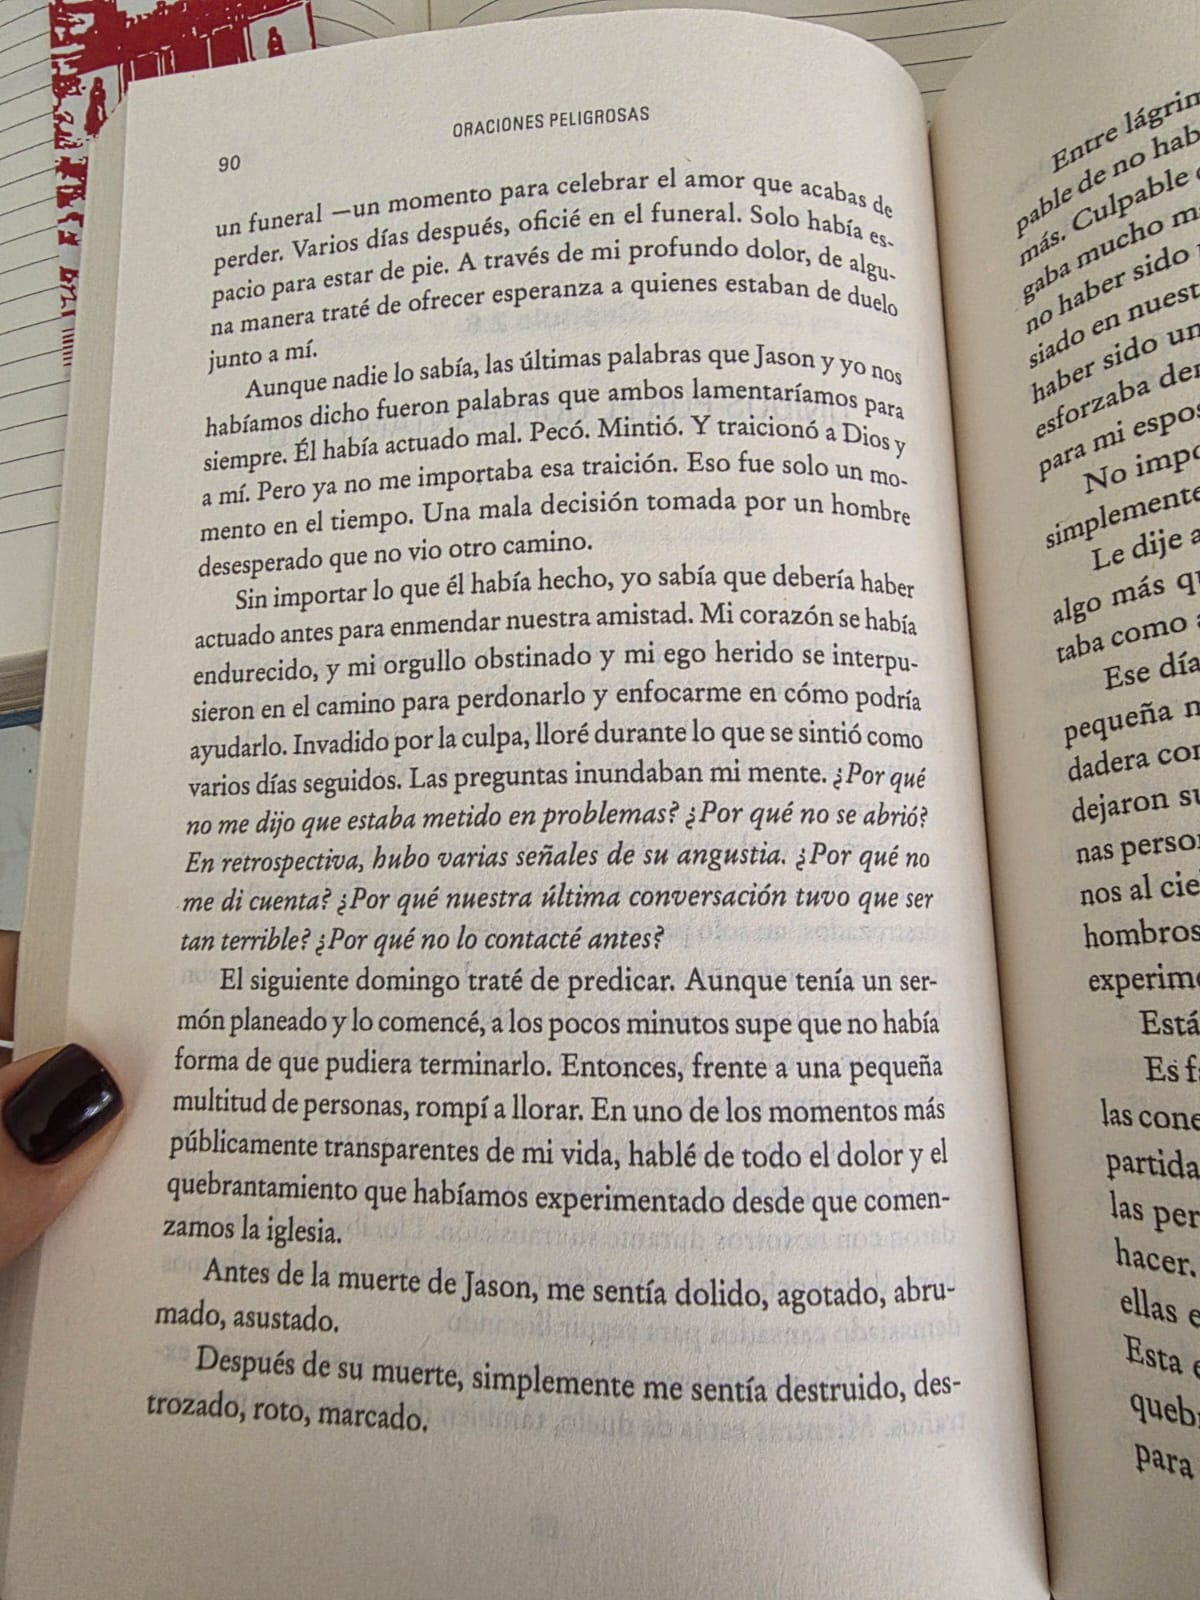 ORACIONES PELIGROSAS
90
un funeral —un momento para celebrar el amor que acabas de
perder. Varios días después, oficié en el funeral. Solo había es-
pacio para estar de pie. A través de mi profundo dolor, de algu-
na manera traté de ofrecer esperanza a quienes estaban de duelo
junto a mí.
Aunque nadie lo sabía, las últimas palabras que Jason y yo nos
habíamos dicho fueron palabras que ambos lamentaríamos para
siempre. Él había actuado mal. Pecó. Mintió. Y traicionó a Dios y
a mí. Pero ya no me importaba esa traición. Eso fue solo un mo-
mento en el tiempo. Una mala decisión tomada por un hombre
desesperado que no vio otro camino.
Sin importar lo que él había hecho, yo sabía que debería haber
actuado antes para enmendar nuestra amistad. Mi corazón se había
endurecido, y mi orgullo obstinado y mi ego herido se interpu-
sieron en el camino para perdonarlo y enfocarme en cómo podría
ayudarlo. Invadido por la culpa, lloré durante lo que se sintió como
varios días seguidos. Las preguntas inundaban mi mente. ¿Por qué
no me dijo que estaba metido en problemas? ¿Por qué no se abrió?
En retrospectiva, hubo varias señales de su angustia. ¿Por qué no
me di cuenta? ¿Por qué nuestra última conversación tuvo que ser
tan terrible? ¿Por qué no lo contacté antes?
El siguiente domingo traté de predicar. Aunque tenía un ser-
món planeado y lo comencé, a los pocos minutos supe que no había
forma de que pudiera terminarlo. Entonces, frente a una pequeña
multitud de personas, rompí a llorar. En uno de los momentos más
públicamente transparentes de mi vida, hablé de todo el dolor y el
quebrantamiento que habíamos experimentado desde que comen-
zamos la iglesia.
Antes de la muerte de Jason, me sentía dolido, agotado, abru-
mado, asustado.
Después de su muerte, simplemente me sentía destruido, des-
trozado, roto, marcado.
Entre lágrim
pable de no hab
más. Culpable
gaba mucho m
no haber sido
siado en nuest
haber sido un
esforzaba de
para mi espos
No impo
simplemente
Le dije a
algo más qu
taba como a
Ese día
pequeña m
dadera con
dejaron su
nas perso
nos al cie
hombros
experime
Está
Es f
las cone
partida
las per
hacer.
ellas e
Esta e
queb
para